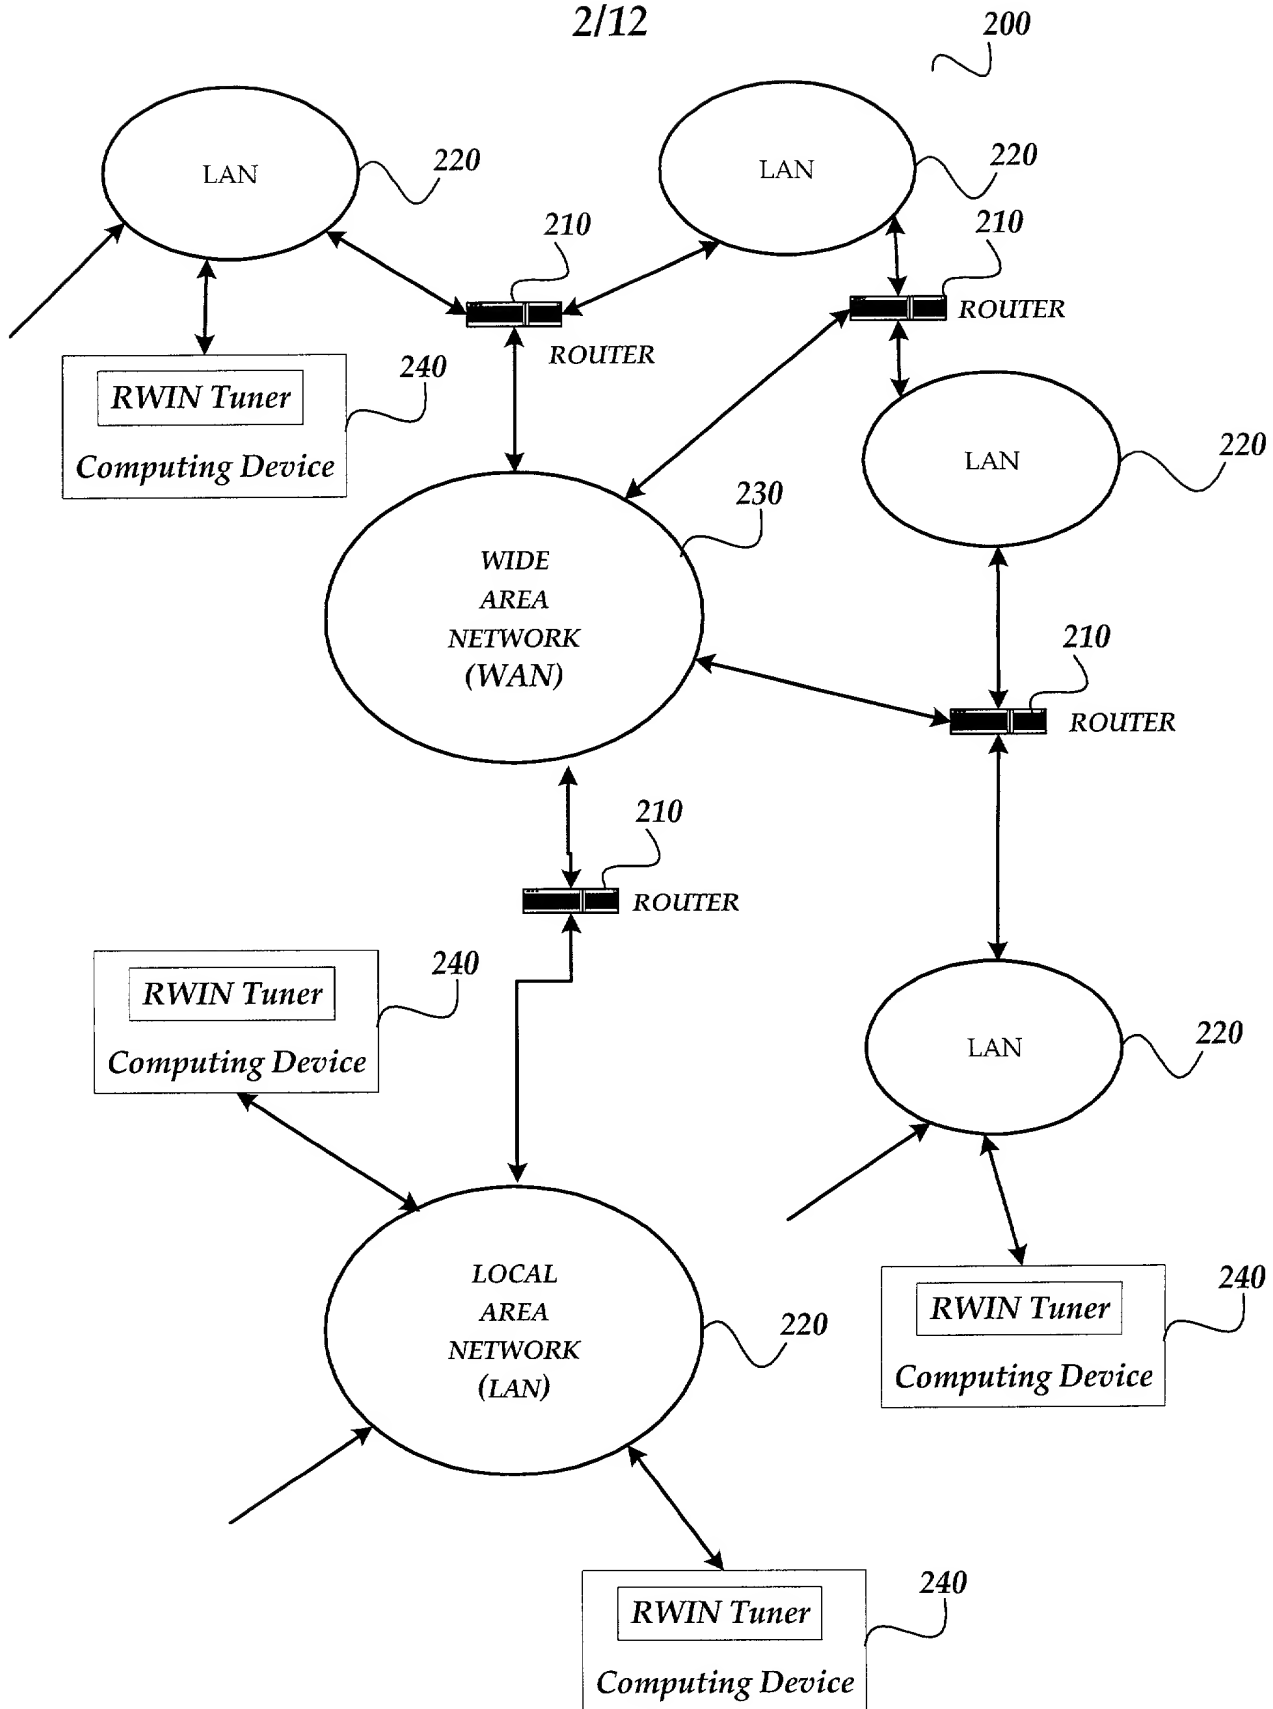 2/12
200
LAN
220
LAN
220
210
210
ROUTER
ROUTER
240
RWIN Tuner
Computing Device
LAN
220
230
WIDE
AREA
NETWORK
(WAN)
210
ROUTER
210
ROUTER
240
RWIN Tuner
Computing Device
LAN
220
LOCAL
AREA
NETWORK
(LAN)
220
240
RWIN Tuner
Computing Device
240
RWIN Tuner
Computing Device